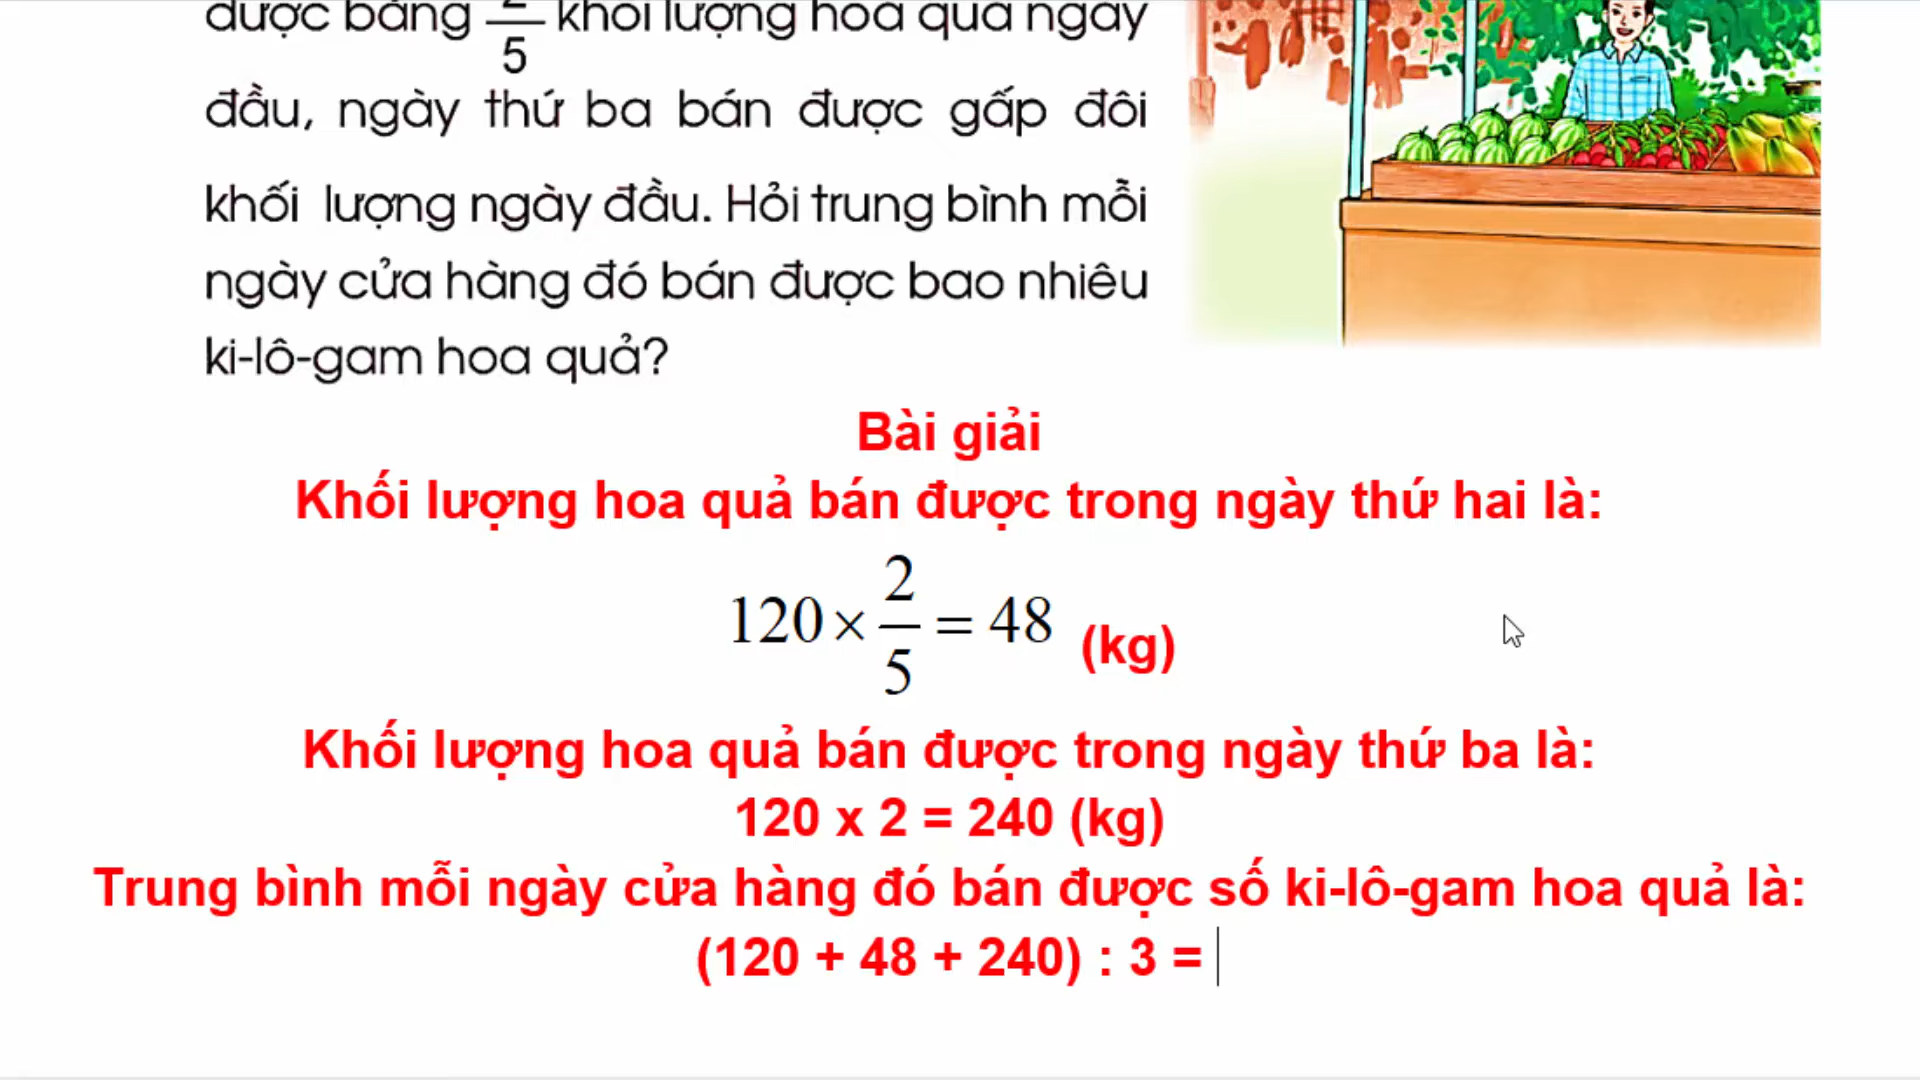 được bằng 2/5 khối lượng hoa quả ngày
đầu, ngày thứ ba bán được gấp đôi
khối lượng ngày đầu. Hỏi trung bình mỗi
ngày cửa hàng đó bán được bao nhiêu
ki-lô-gam hoa quả?
Bài giải
Khối lượng hoa quả bán được trong ngày thứ hai là:
120 × 2/5 = 48 (kg)
Khối lượng hoa quả bán được trong ngày thứ ba là:
120 x 2 = 240 (kg)
Trung bình mỗi ngày cửa hàng đó bán được số ki-lô-gam hoa quả là:
(120 + 48 + 240) : 3 =